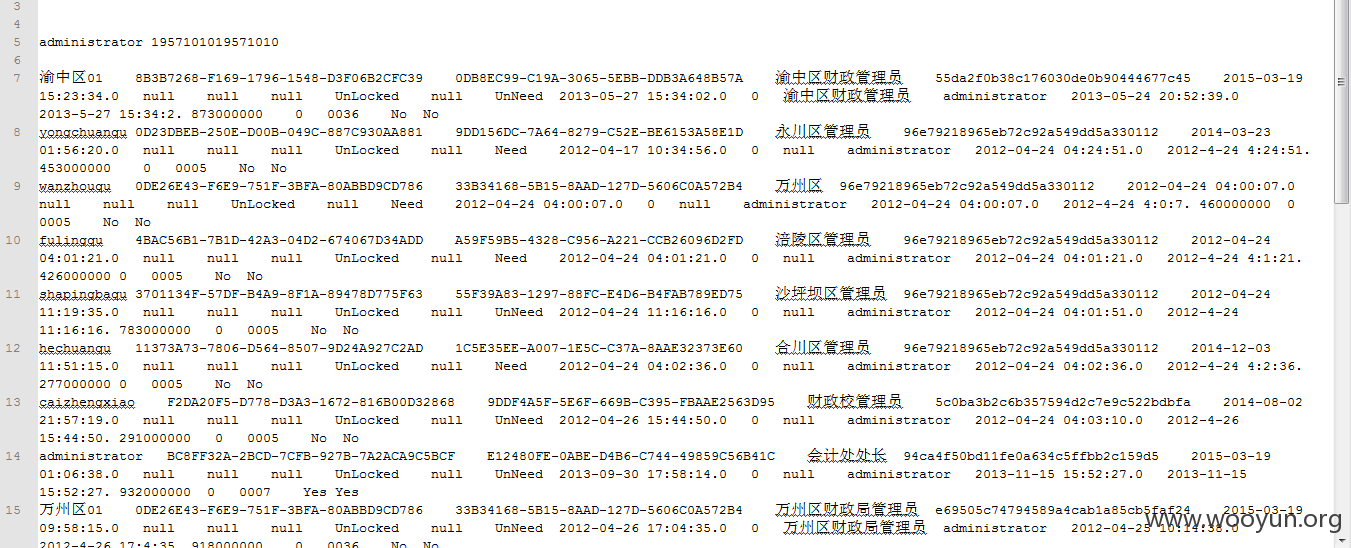 3
4
5 administrator 1957101019571010
6
7 渝中区01 8B3B7268-F169-1796-1548-D3F06B2CFC39 0DB8EC99-C19A-3065-5EBB-DDB3A648B57A 渝中区财政管理员 55da2f0b38c176030de0b90444677c45 2015-03-19
15:23:34.0 null null null UnLocked null UnNeed 2013-05-27 15:34:02.0 0 渝中区财政管理员 administrator 2013-05-24 20:52:39.0
2013-5-27 15:34:2. 873000000 0 0036 No No
8 yongchuangu 0D23DBEB-250E-D00B-049C-887C930AA881 9DD156DC-7A64-8279-C52E-BE6153A58E1D 永川区管理员 96e79218965eb72c92a549dd5a330112 2014-03-23
01:56:20.0 null null null UnLocked null Need 2012-04-17 10:34:56.0 0 null administrator 2012-04-24 04:24:51.0 2012-4-24 4:24:51.
453000000 0 0005 No No
9 wanzhouqu 0DE26E43-F6E9-751F-3BFA-80ABBD9CD786 33B34168-5B15-8AAD-127D-5606C0A572B4 万州区 96e79218965eb72c92a549dd5a330112 2012-04-24 04:00:07.0
null null null UnLocked null Need 2012-04-24 04:00:07.0 0 null administrator 2012-04-24 04:00:07.0 2012-4-24 4:0:7. 460000000 0
0005 No No
10 fulingqu 4BAC56B1-7B1D-42A3-04D2-674067D34ADD A59F59B5-4328-C956-A221-CCB26096D2FD 涪陵区管理员 96e79218965eb72c92a549dd5a330112 2012-04-24
04:01:21.0 null null null UnLocked null Need 2012-04-24 04:01:21.0 0 null administrator 2012-04-24 04:01:21.0 2012-4-24 4:1:21.
426000000 0 0005 No No
11 shapingbaqu 3701134F-57DF-B4A9-8F1A-89478D775F63 55F39A83-1297-88FC-E4D6-B4FAB789ED75 沙坪坝区管理员 96e79218965eb72c92a549dd5a330112 2012-04-24
11:19:35.0 null null null UnLocked null UnNeed 2012-04-24 11:16:16.0 0 null administrator 2012-04-24 04:01:51.0 2012-4-24
11:16:16. 783000000 0 0005 No No
12 hechuanqu 11373A73-7806-D564-8507-9D24A927C2AD 1C5E35EE-A007-1E5C-C37A-8AAE32373E60 合川区管理员 96e79218965eb72c92a549dd5a330112 2014-12-03
11:51:15.0 null null null UnLocked null Need 2012-04-24 04:02:36.0 0 null administrator 2012-04-24 04:02:36.0 2012-4-24 4:2:36.
277000000 0 0005 No No
13 caizhengxiao F2DA20F5-D778-D3A3-1672-816B00D32868 9DDF4A5F-5E6F-669B-C395-FBAAE2563D95 财政校管理员 5c0ba3b2c6b357594d2c7e9c522bdbfa 2014-08-02
21:57:19.0 null null null UnLocked null UnNeed 2012-04-26 15:44:50.0 0 null administrator 2012-04-24 04:03:10.0 2012-4-26
15:44:50. 291000000 0 0005 No No
14 administrator BC8FF32A-2BCD-7CFB-927B-7A2ACA9C5BCF E12480FE-0ABE-D4B6-C744-49859C56B41C 会计处处长 94ca4f50bd11fe0a634c5ffbb2c159d5 2015-03-19
01:06:38.0 null null null UnLocked null UnNeed 2013-09-30 17:58:14.0 0 null administrator 2013-11-15 15:52:27.0 2013-11-15
15:52:27. 932000000 0 0007 Yes Yes
15 万州区01 0DE26E43-F6E9-751F-3BFA-80ABBD9CD786 33B34168-5B15-8AAD-127D-5606C0A572B4 万州区财政局管理员 e69505c74794589a4cab1a85cb5faf24 2015-03-19
09:58:15.0 null null null UnLocked null UnNeed 2012-04-26 17:04:35.0 0 万州区财政局管理员 administrator 2012-04-25 10:14:38.0
2012-4-26 17:4:35. 918000000 0 0036 No No
www.wooyun.org